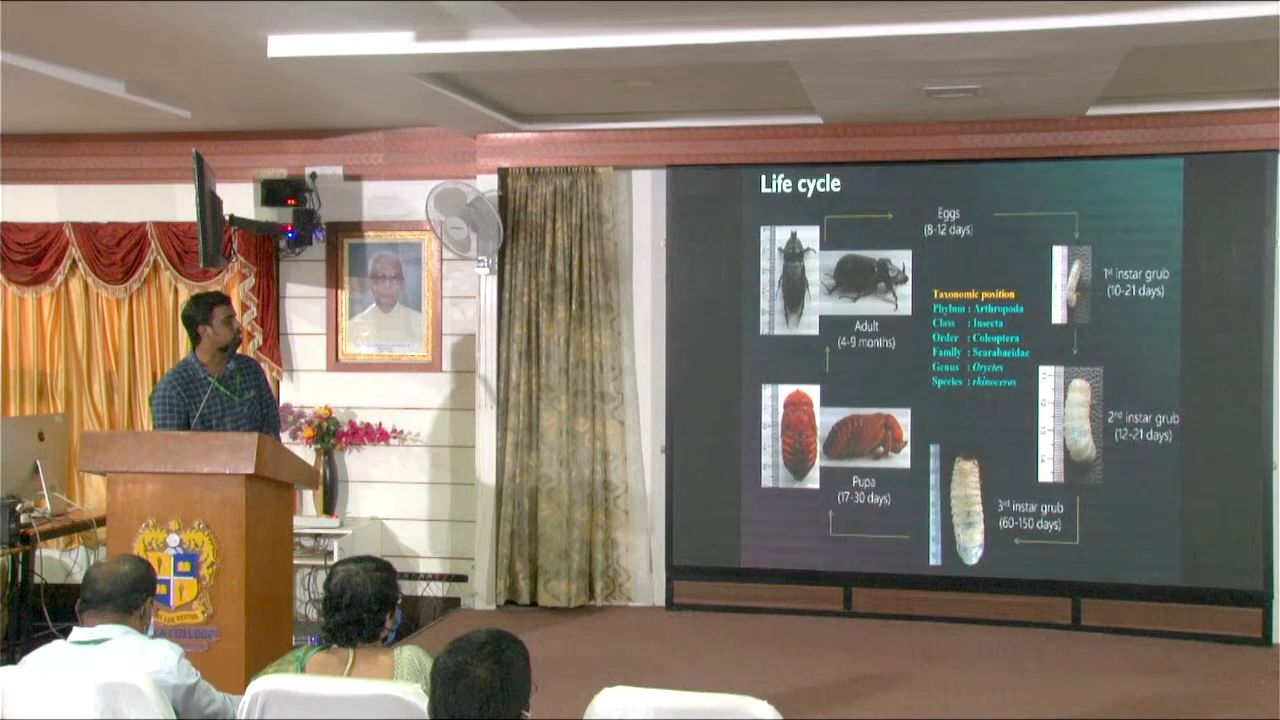 Life cycle
Eggs
(8-12 days)
1st instar grub
(10-21 days)
Adult
(4-9 months)
Taxonomic position
Phylum : Arthropoda
Class : Insecta
Order : Coleoptera
Family : Scarabaeidae
Genus : Oryctes
Species : rhinoceros
2nd instar grub
(12-21 days)
Pupa
(17-30 days)
3rd instar grub
(60-150 days)
COLLEGE